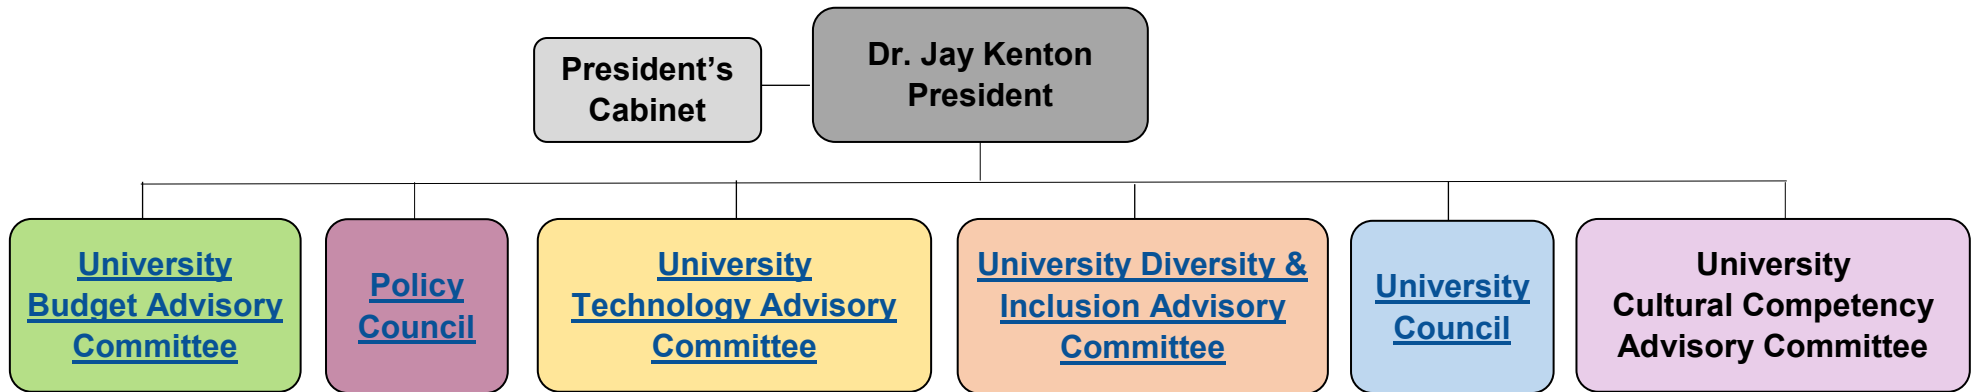 President’s
Cabinet
Dr. Jay Kenton
President
University
Budget Advisory
Committee
Policy
Council
University
Technology Advisory
Committee
University Diversity &
Inclusion Advisory
Committee
University
Council
University
Cultural Competency
Advisory Committee